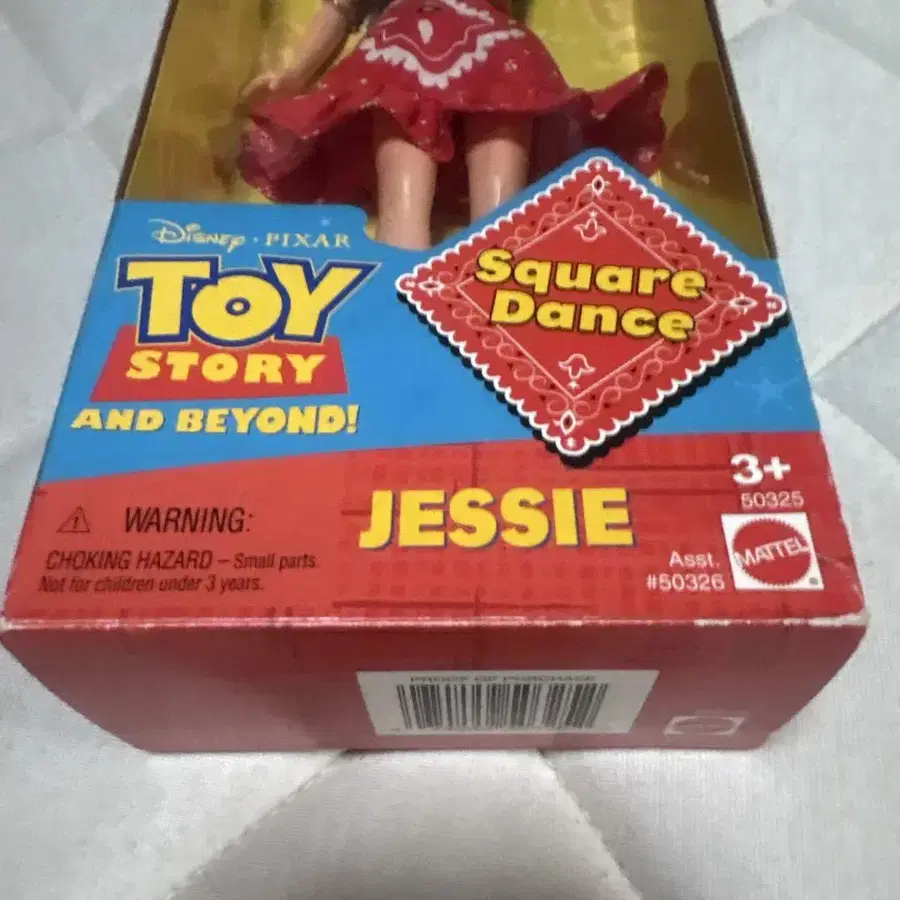 Disney · PIXAR
TOY
STORY
AND BEYOND!
Square
Dance
3+
50325
WARNING:
CHOKING HAZARD – Small parts.
Not for children under 3 years.
JESSIE
Asst.
#50326
MATTEL
®
PROOF OF PURCHASE